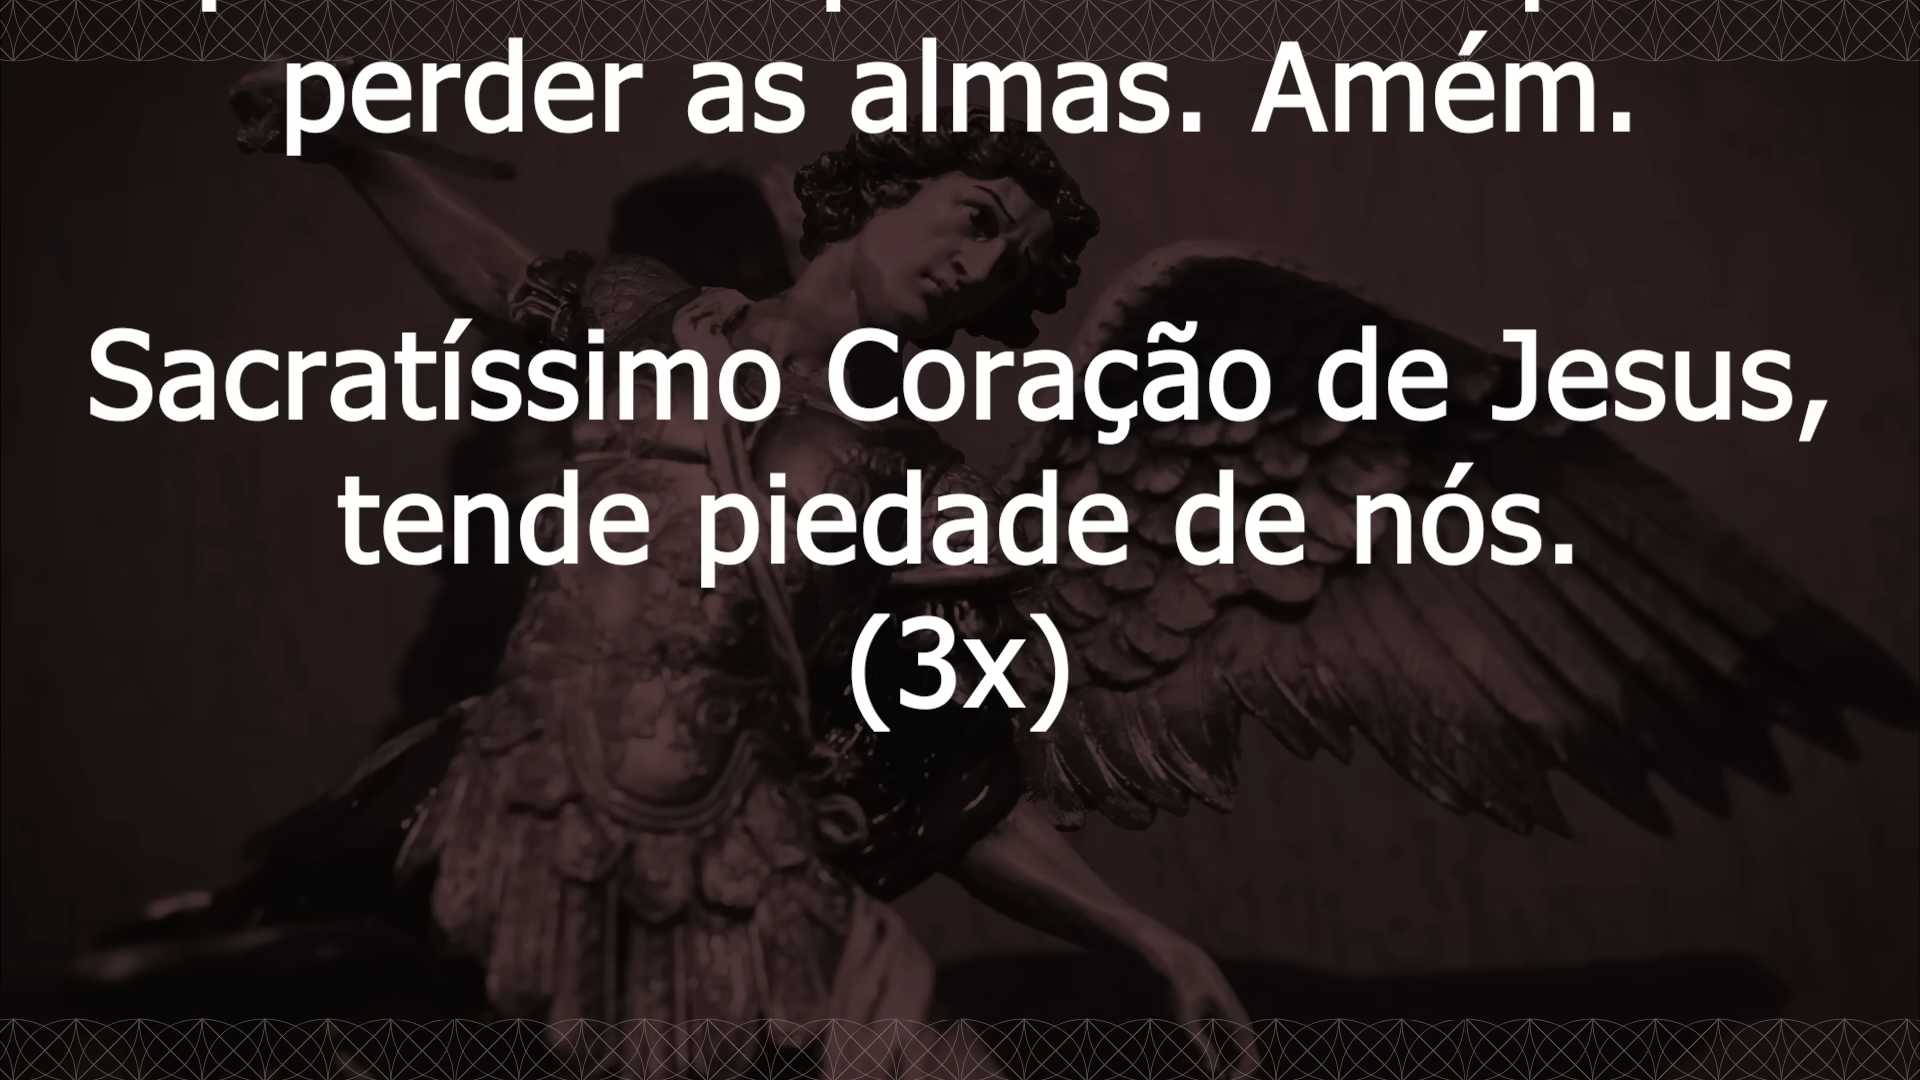 perder as almas. Amém.
Sacratíssimo Coração de Jesus,
tende piedade de nós.
(3x)